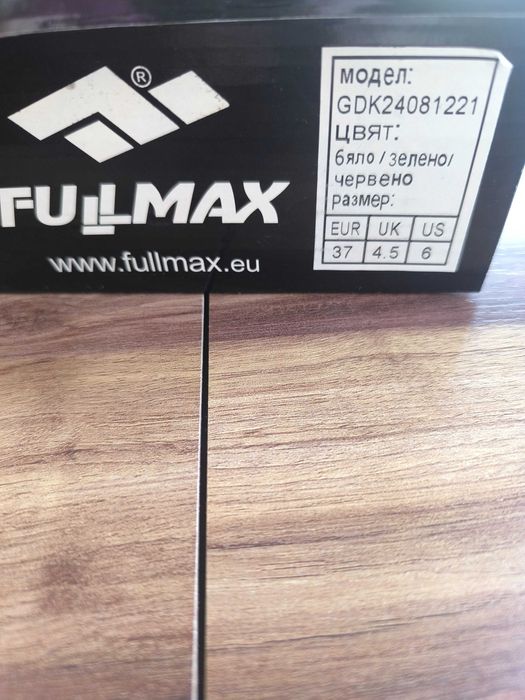 ®
FULLMAX
www.fullmax.eu
модел:
GDK24081221
ЦВЯТ:
бяло/зелено/
червено
размер:
EUR UK US
37 4.5 6